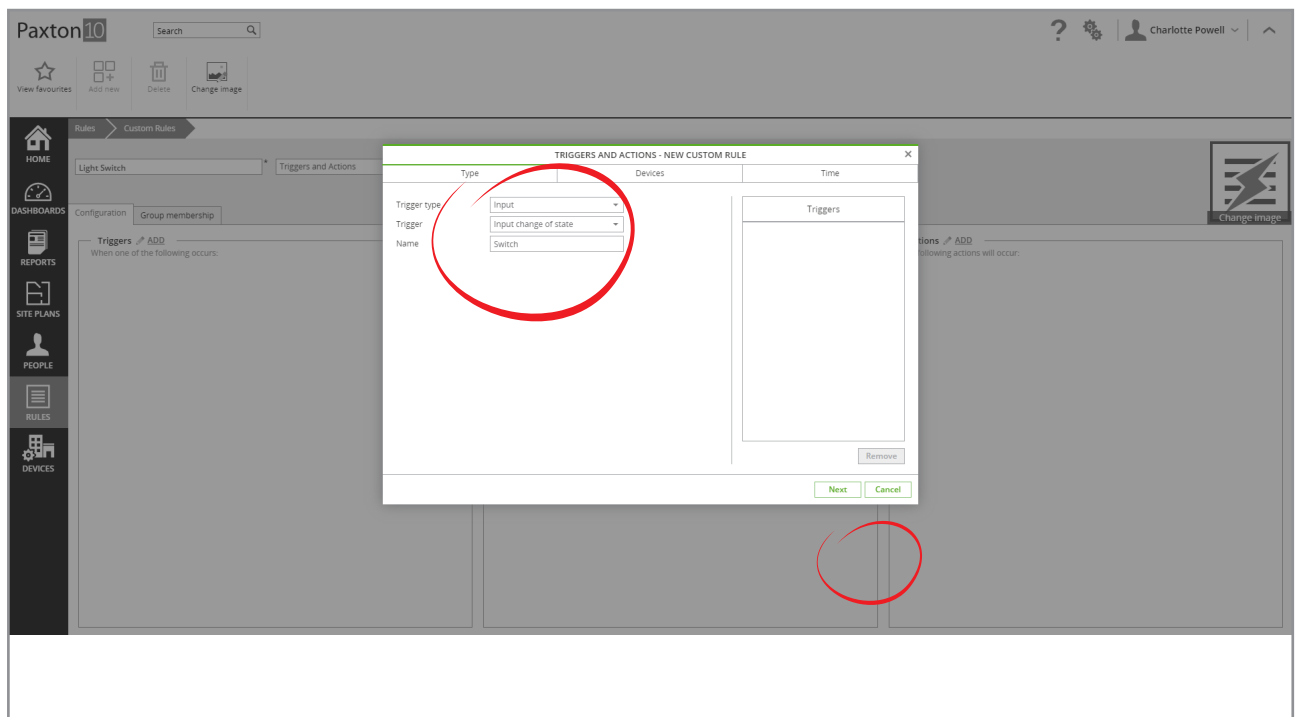 Paxton10
Search
Charlotte Powell
View favourites
Add new
Delete
Change image
Rules
Custom Rules
HOME
DASHBOARDS
REPORTS
SITE PLANS
PEOPLE
RULES
DEVICES
Light Switch
*
Triggers and Actions
Change image
Configuration
Group membership
Triggers ADD
When one of the following occurs:
tions ADD
ollowing actions will occur:
TRIGGERS AND ACTIONS - NEW CUSTOM RULE
Type
Devices
Time
Trigger type
Input
Trigger
Input change of state
Name
Switch
Triggers
Remove
Next
Cancel